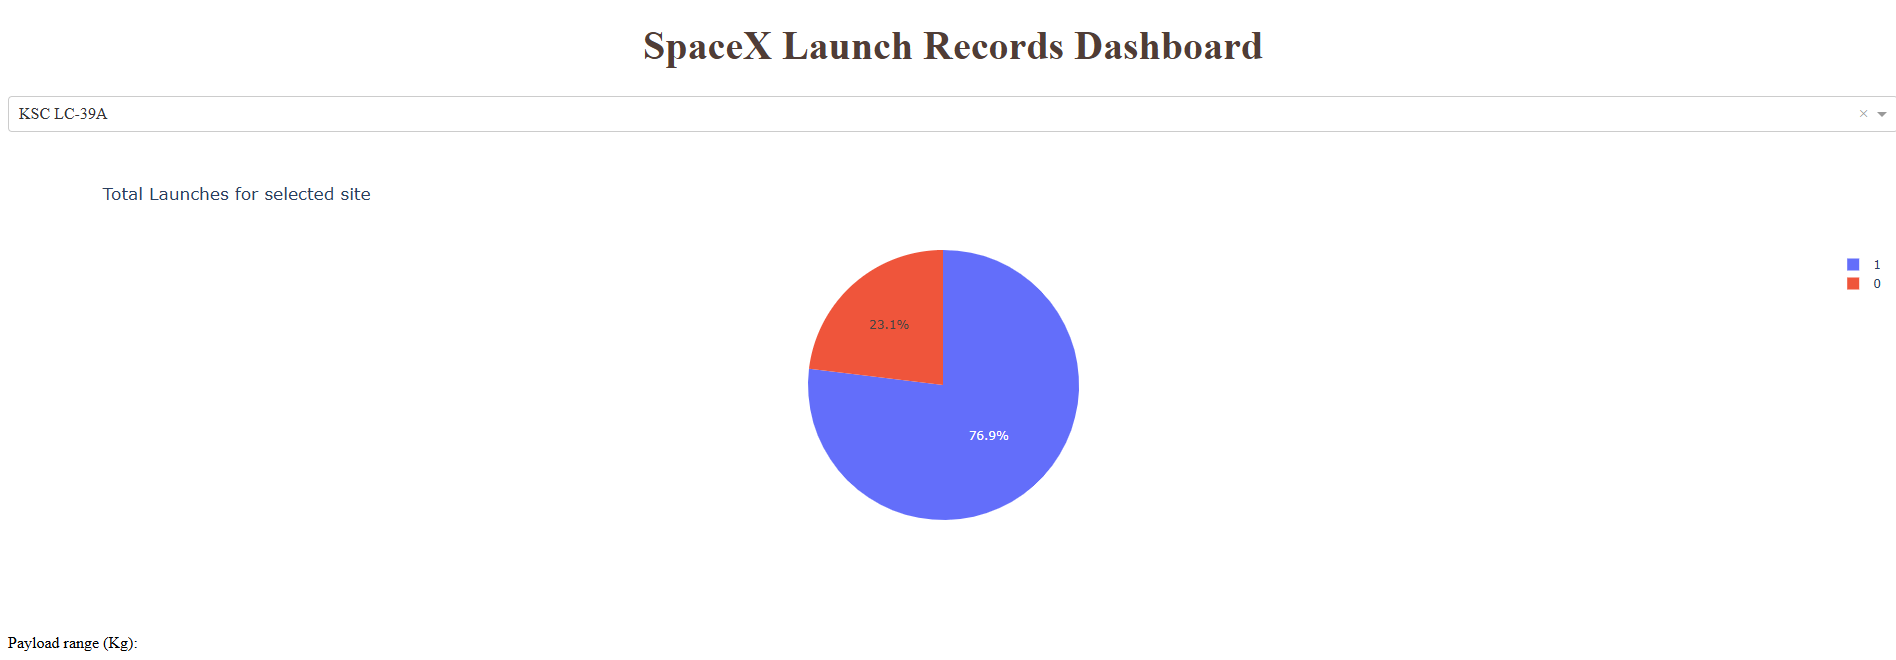 SpaceX Launch Records Dashboard
KSC LC-39A
Total Launches for selected site
1
0
23.1%
76.9%
Payload range (Kg):